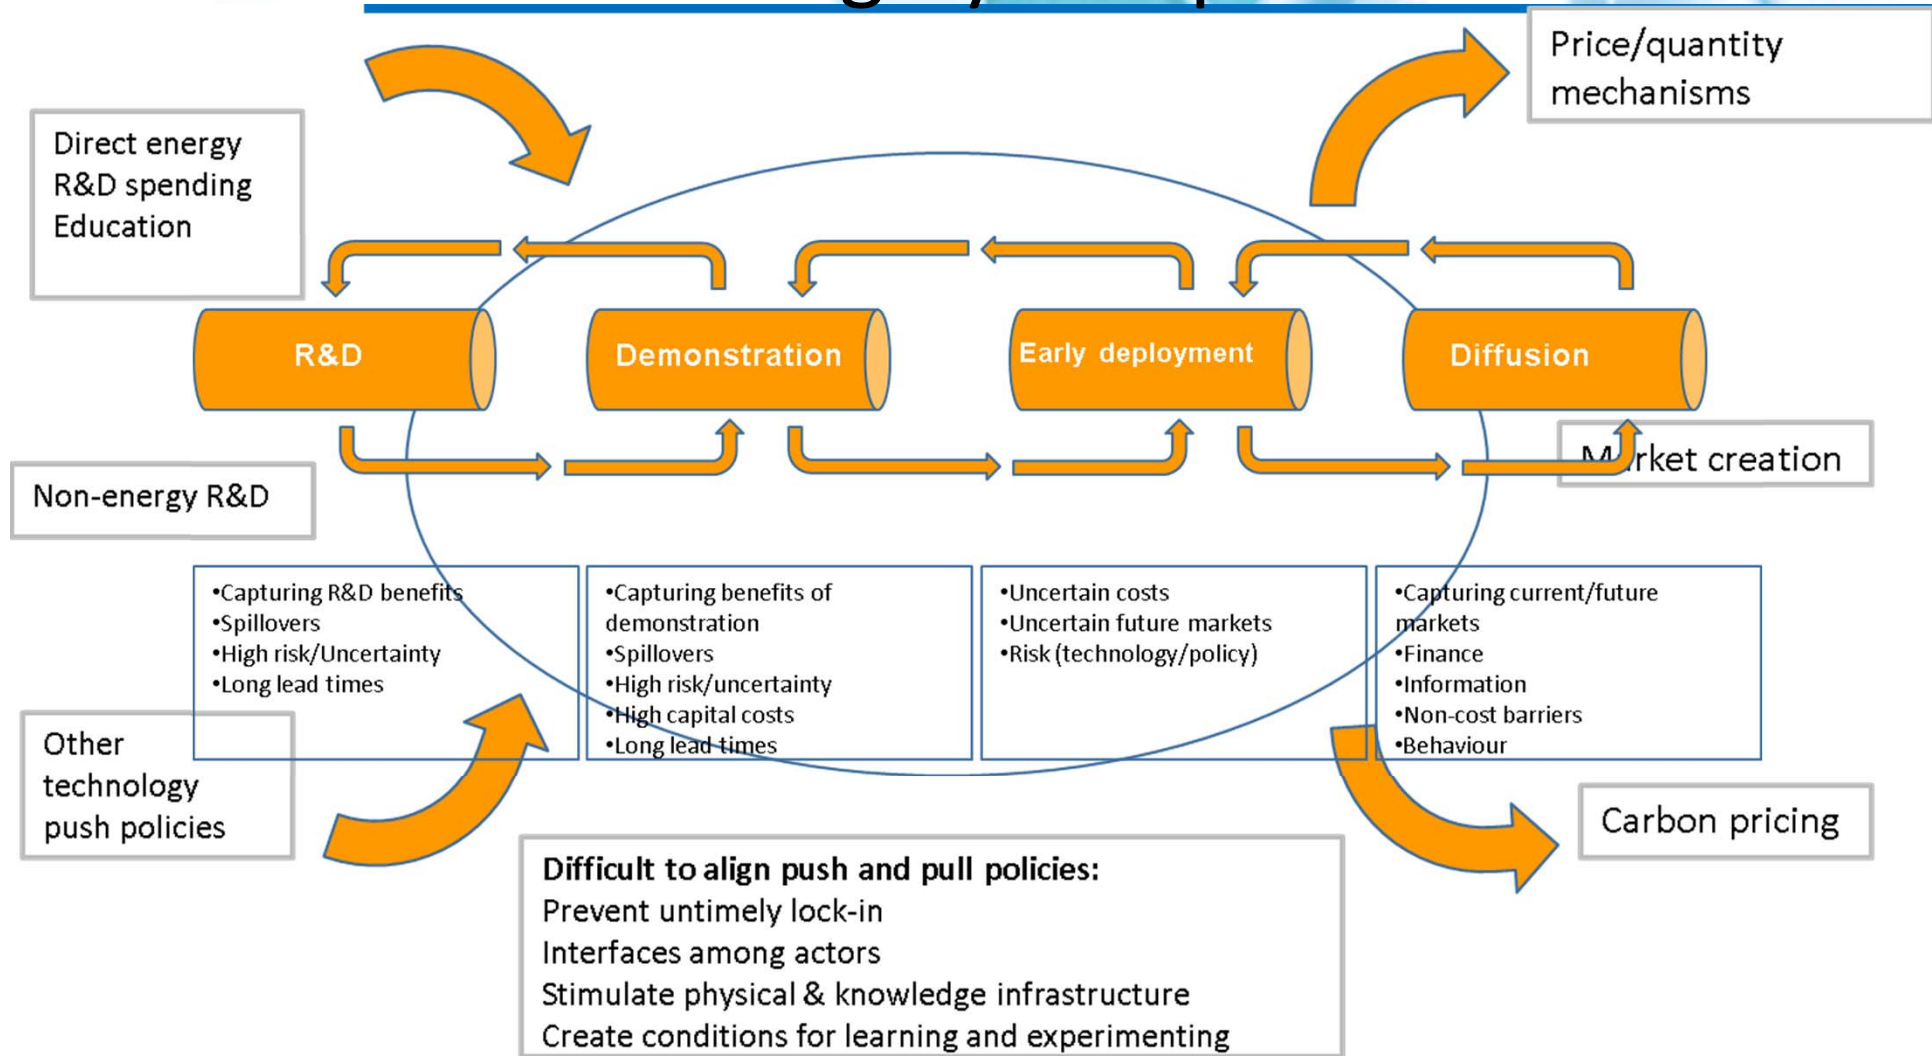 Price/quantity
mechanisms
Direct energy
R&D spending
Education
R&D
Demonstration
Early deployment
Diffusion
Market creation
Non-energy R&D
•Capturing R&D benefits
•Spillovers
•High risk/Uncertainty
•Long lead times
•Capturing benefits of
demonstration
•Spillovers
•High risk/uncertainty
•High capital costs
•Long lead times
•Uncertain costs
•Uncertain future markets
•Risk (technology/policy)
•Capturing current/future
markets
•Finance
•Information
•Non-cost barriers
•Behaviour
Other
technology
push policies
Carbon pricing
Difficult to align push and pull policies:
Prevent untimely lock-in
Interfaces among actors
Stimulate physical & knowledge infrastructure
Create conditions for learning and experimenting